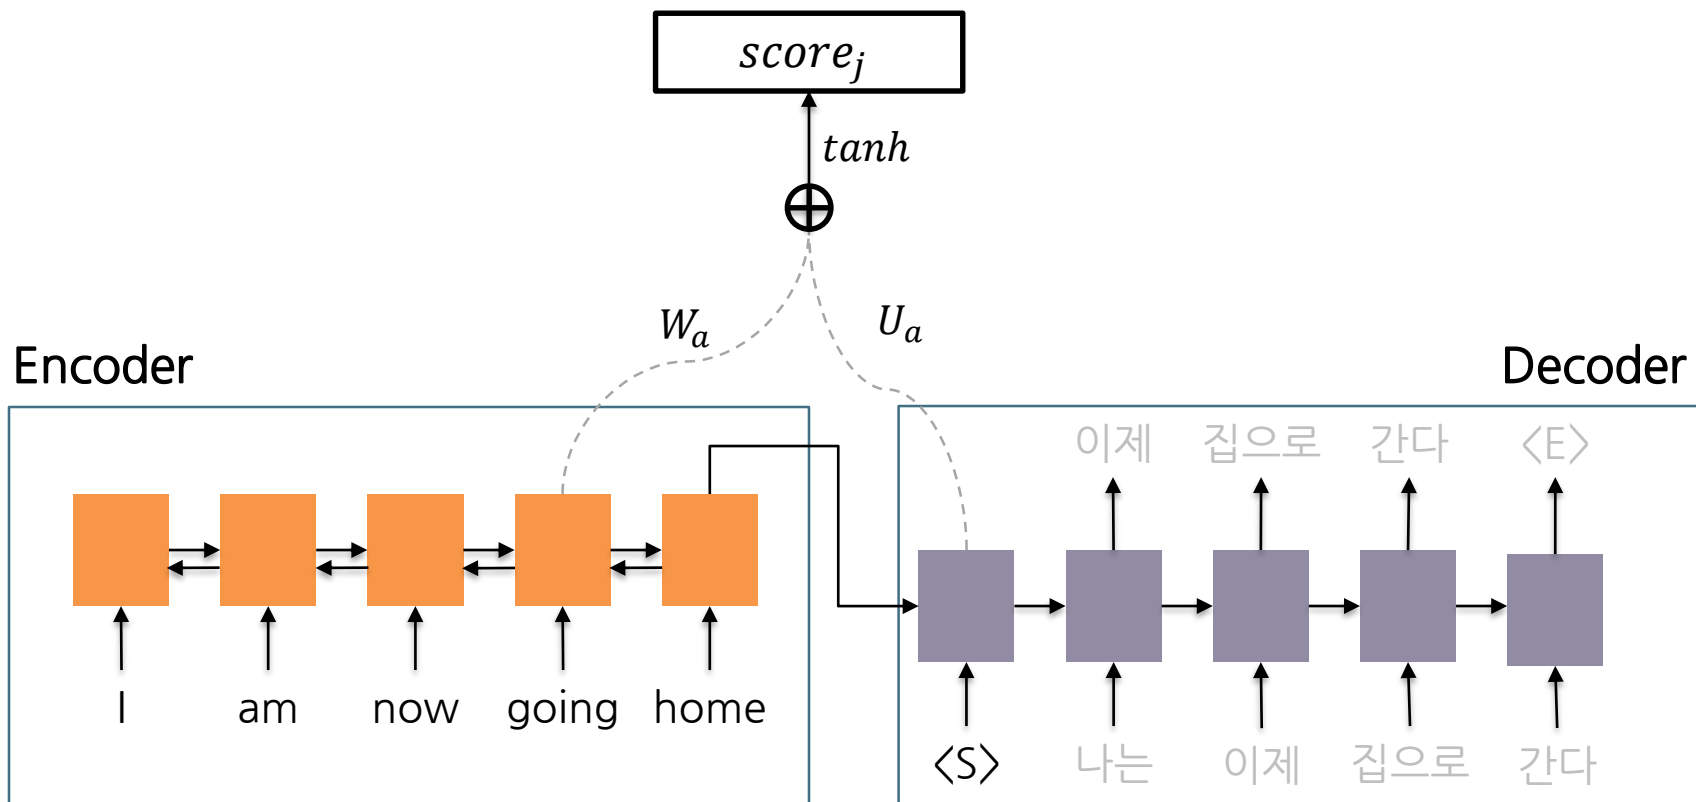 score_j
tanh
W_a
U_a
Encoder
Decoder
이제 집으로 간다 <E>
I am now going home
<S> 나는 이제 집으로 간다